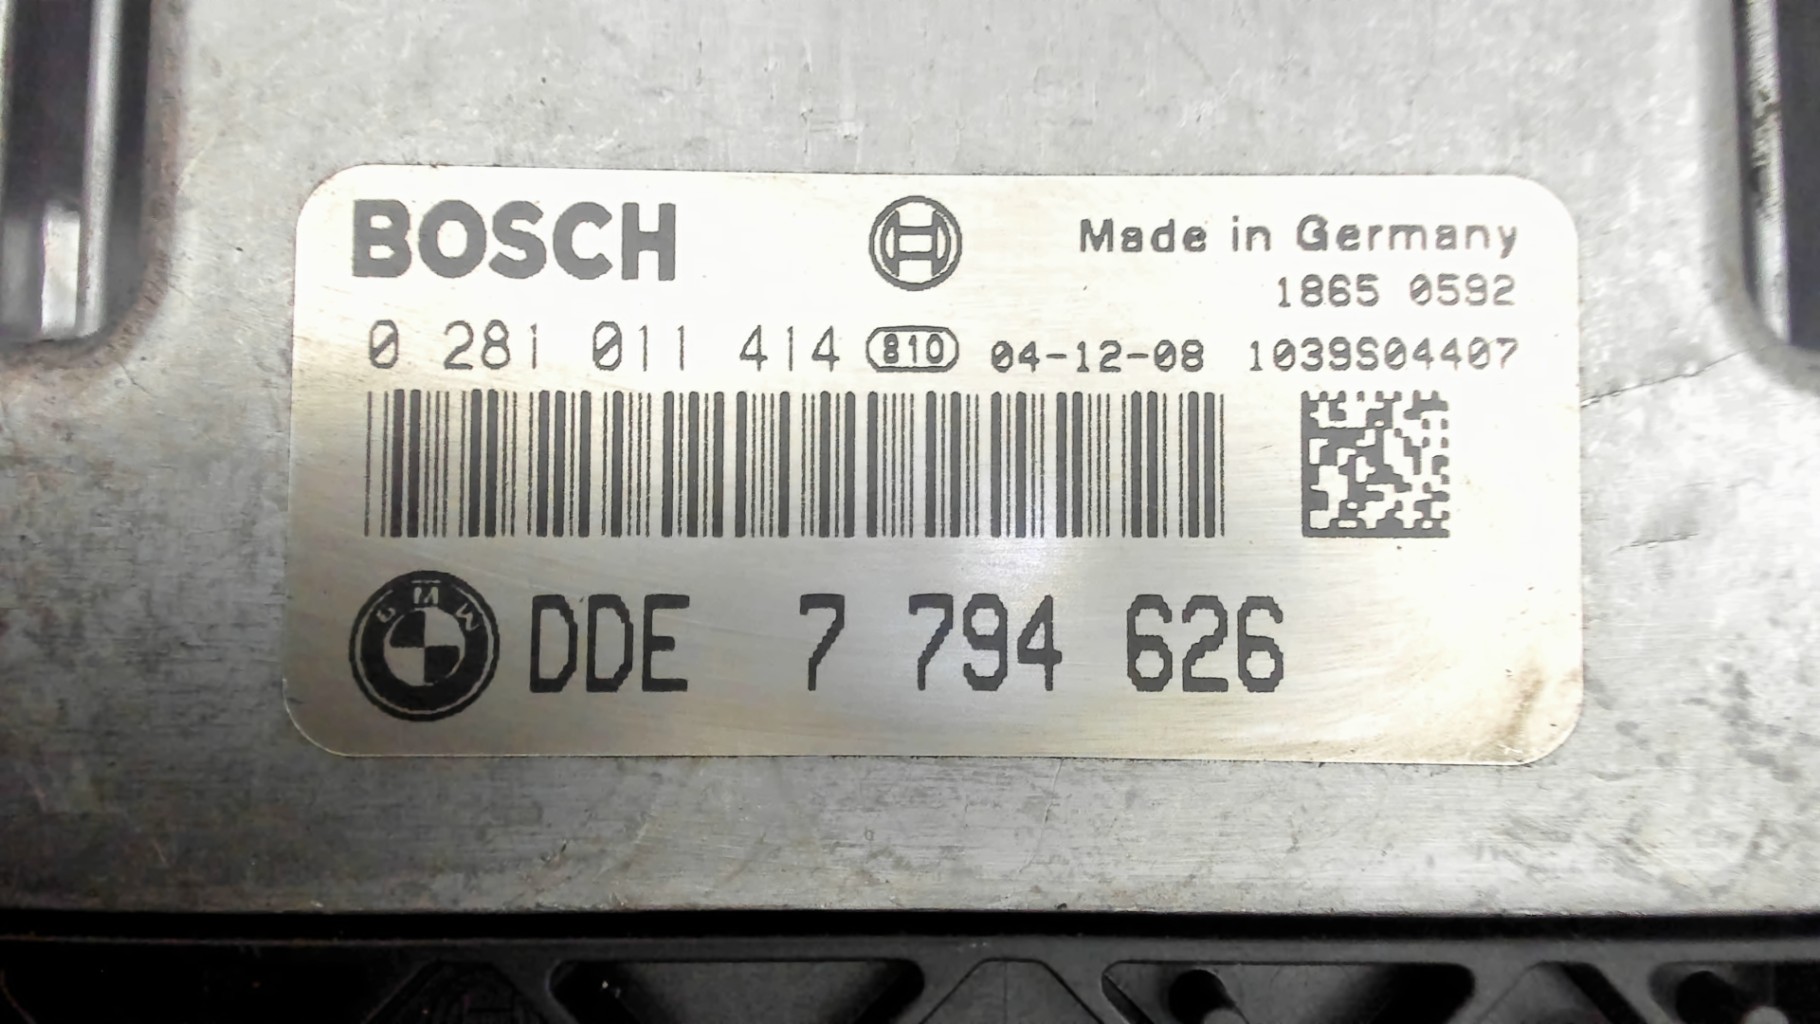 BOSCH Made in Germany
1865 0592
0 281 011 414 810 04-12-08 1039S04407
BMW DDE 7 794 626